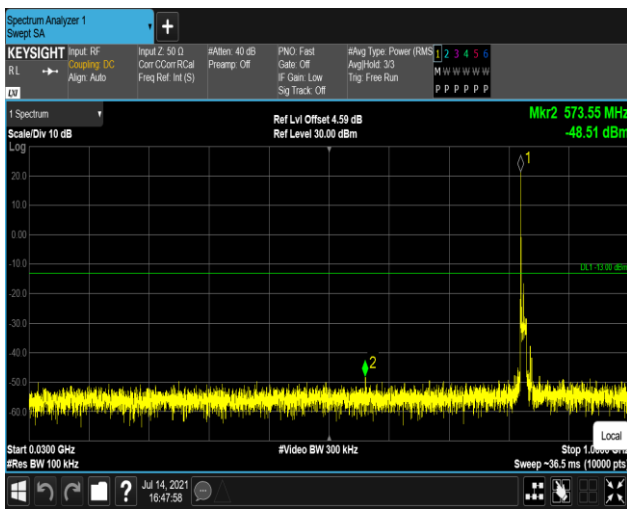 Spectrum Analyzer 1
Swept SA
+
KEYSIGHT Input: RF Input Z: 50 Ω #Atten: 40 dB PNO: Fast #Avg Type: Power (RMS 1 2 3 4 5 6
RL Coupling: DC Corr CCorr RCal Preamp: Off Gate: Off Avg|Hold: 3/3 M W W W W W
Align: Auto Freq Ref: Int (S) IF Gain: Low Trig: Free Run
LXI Sig Track: Off P P P P P P
1 Spectrum Ref Lvl Offset 4.59 dB Mkr2 573.55 MHz
Scale/Div 10 dB Ref Level 30.00 dBm -48.51 dBm
Log
1
20.0
10.0
0.00
-10.0
DL1 -13.00 dBm
-20.0
-30.0
-40.0
2
-50.0
-60.0
Local
Start 0.0300 GHz #Video BW 300 kHz Stop
#Res BW 100 kHz Sweep ~36.5 ms (10000 pts)
? Jul 14, 2021
16:47:58